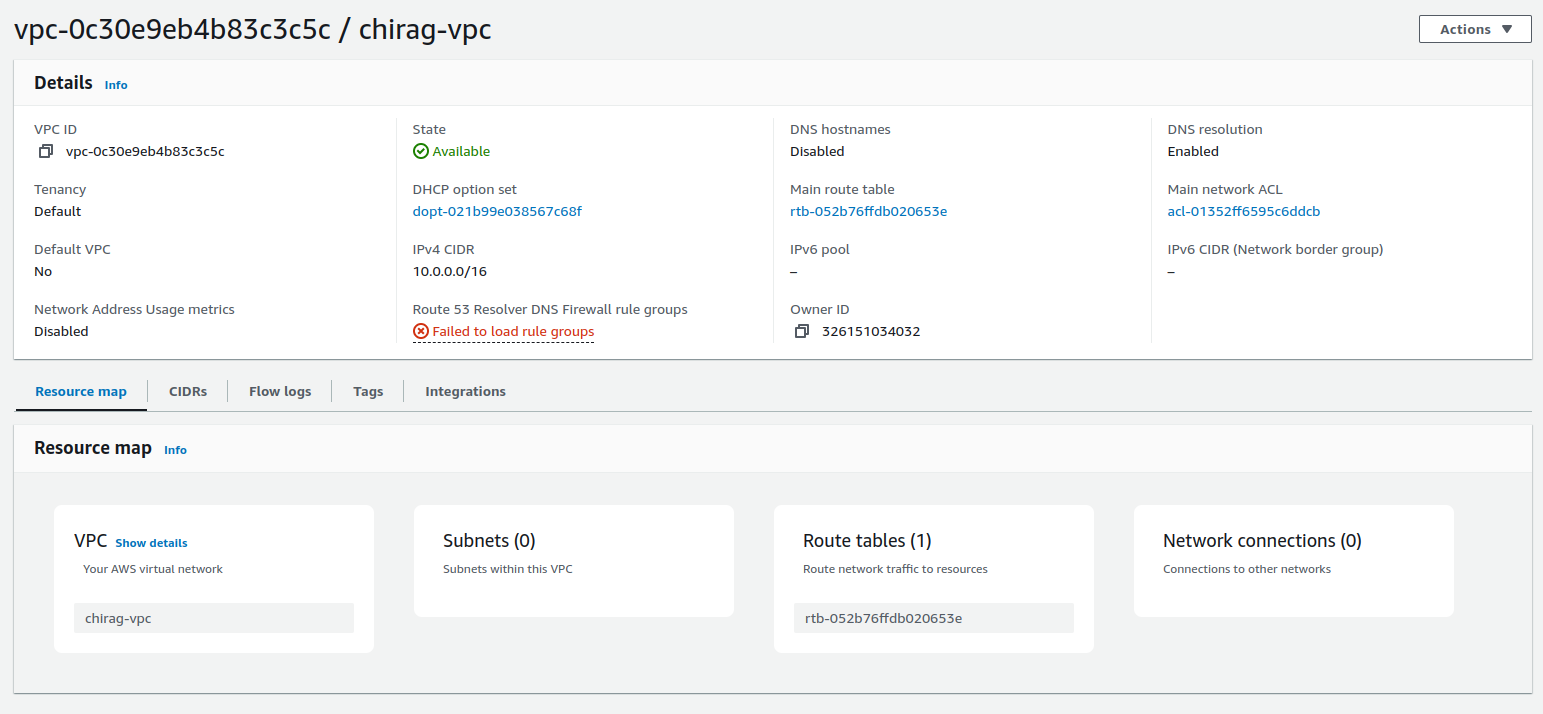 vpc-0c30e9eb4b83c3c5c / chirag-vpc
Actions
Details Info
VPC ID
vpc-0c30e9eb4b83c3c5c
State
Available
DNS hostnames
Disabled
DNS resolution
Enabled
Tenancy
Default
DHCP option set
dopt-021b99e038567c68f
Main route table
rtb-052b76ffdb020653e
Main network ACL
acl-01352ff6595c6ddcb
Default VPC
No
IPv4 CIDR
10.0.0.0/16
IPv6 pool
–
IPv6 CIDR (Network border group)
–
Network Address Usage metrics
Disabled
Route 53 Resolver DNS Firewall rule groups
Failed to load rule groups
Owner ID
326151034032
Resource map
CIDRs
Flow logs
Tags
Integrations
Resource map Info
VPC Show details
Your AWS virtual network
chirag-vpc
Subnets (0)
Subnets within this VPC
Route tables (1)
Route network traffic to resources
rtb-052b76ffdb020653e
Network connections (0)
Connections to other networks